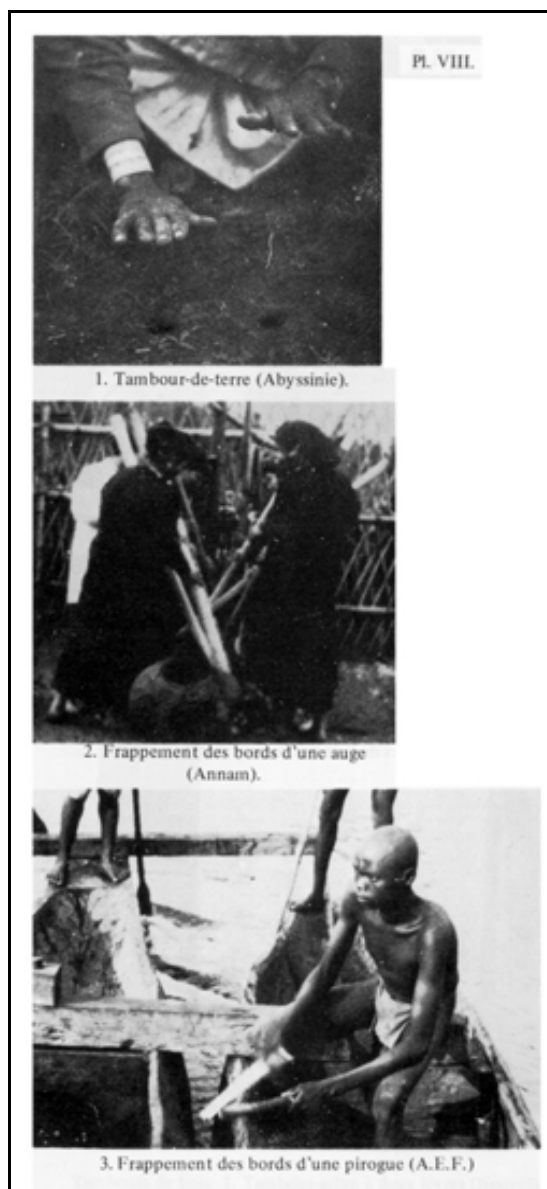 Pl. VIII.
1. Tambour-de-terre (Abyssinie).
2. Frappement des bords d'une auge
(Annam).
3. Frappement des bords d'une pirogue (A.E.F.)